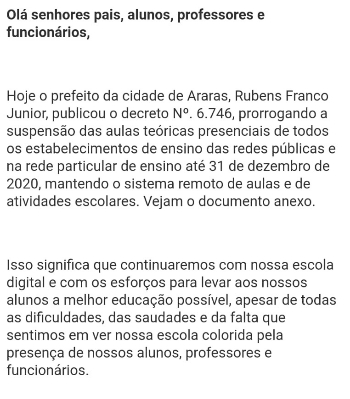 Olá senhores pais, alunos, professores e
funcionários,
Hoje o prefeito da cidade de Araras, Rubens Franco
Junior, publicou o decreto Nº. 6.746, prorrogando a
suspensão das aulas teóricas presenciais de todos
os estabelecimentos de ensino das redes públicas e
na rede particular de ensino até 31 de dezembro de
2020, mantendo o sistema remoto de aulas e de
atividades escolares. Vejam o documento anexo.
Isso significa que continuaremos com nossa escola
digital e com os esforços para levar aos nossos
alunos a melhor educação possível, apesar de todas
as dificuldades, das saudades e da falta que
sentimos em ver nossa escola colorida pela
presença de nossos alunos, professores e
funcionários.